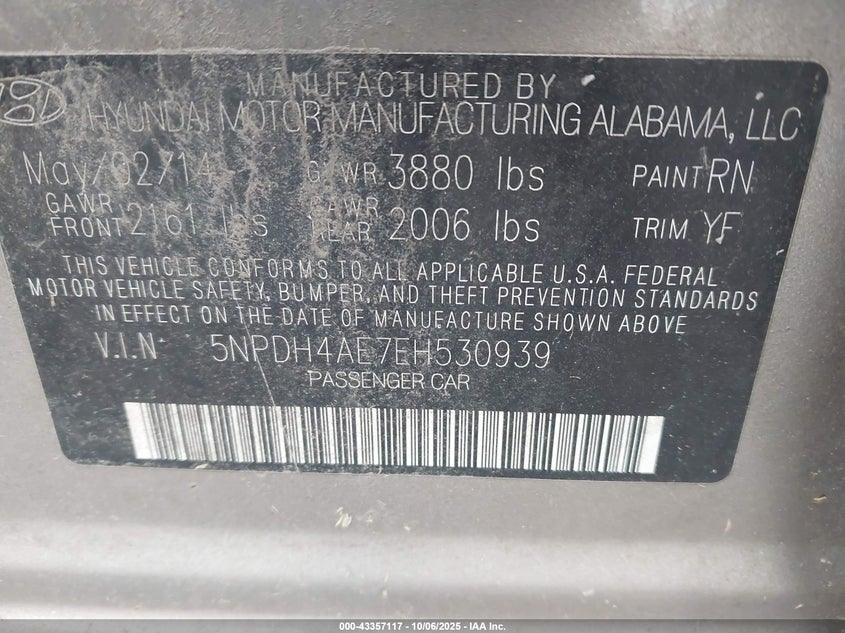 MANUFACTURED BY
HYUNDAI MOTOR MANUFACTURING ALABAMA, LLC
May/02/14 GVWR 3880 lbs PAINT RN
GAWR FRONT 2161 lbs GAWR REAR 2006 lbs TRIM YF
THIS VEHICLE CONFORMS TO ALL APPLICABLE U.S.A. FEDERAL
MOTOR VEHICLE SAFETY, BUMPER, AND THEFT PREVENTION STANDARDS
IN EFFECT ON THE DATE OF MANUFACTURE SHOWN ABOVE
V.I.N 5NPDH4AE7EH530939
PASSENGER CAR
000-43357117 - 10/06/2025 - IAA Inc.